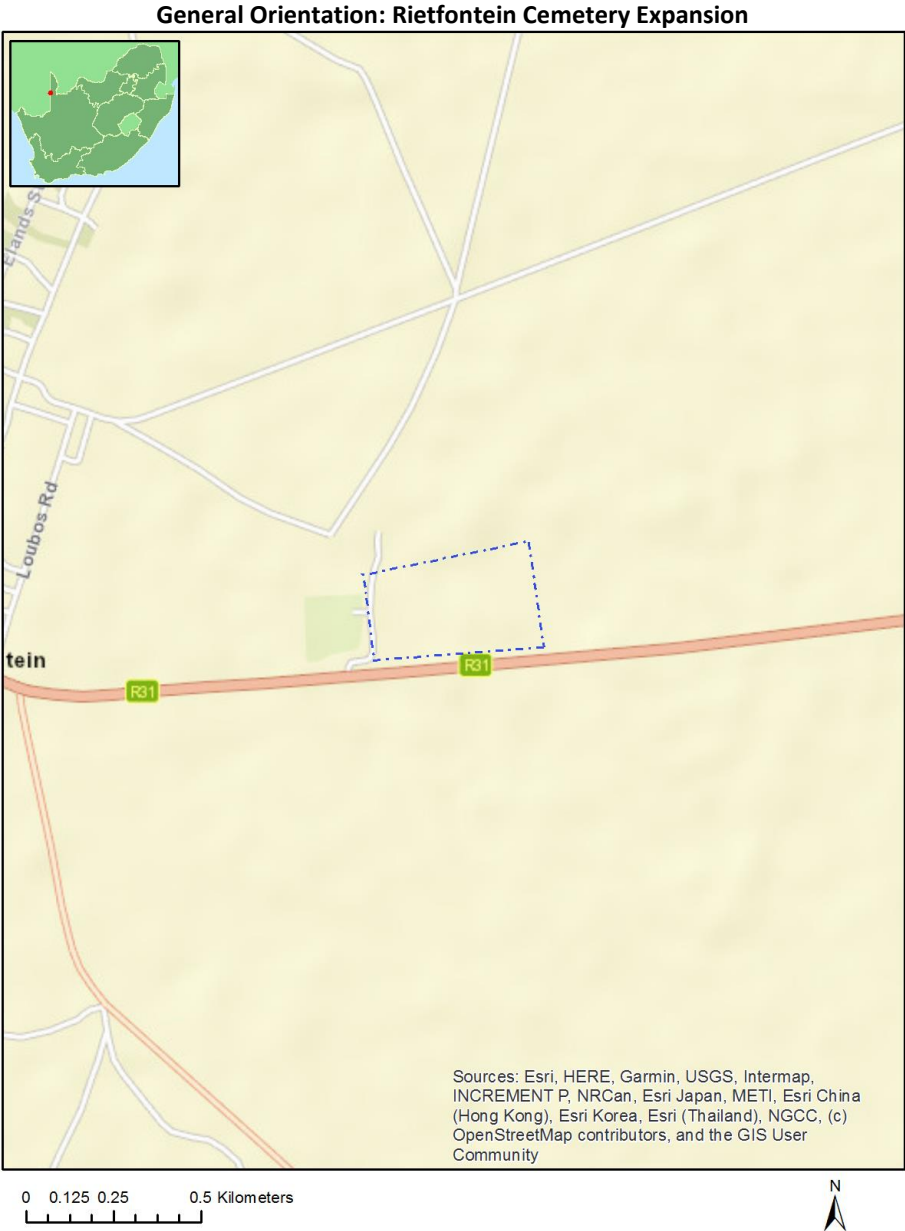 General Orientation: Rietfontein Cemetery Expansion
Elands S
Loubos Rd
tein
R31
R31
Sources: Esri, HERE, Garmin, USGS, Intermap,
INCREMENT P, NRCan, Esri Japan, METI, Esri China
(Hong Kong), Esri Korea, Esri (Thailand), NGCC, (c)
OpenStreetMap contributors, and the GIS User
Community
0 0.125 0.25 0.5 Kilometers
N